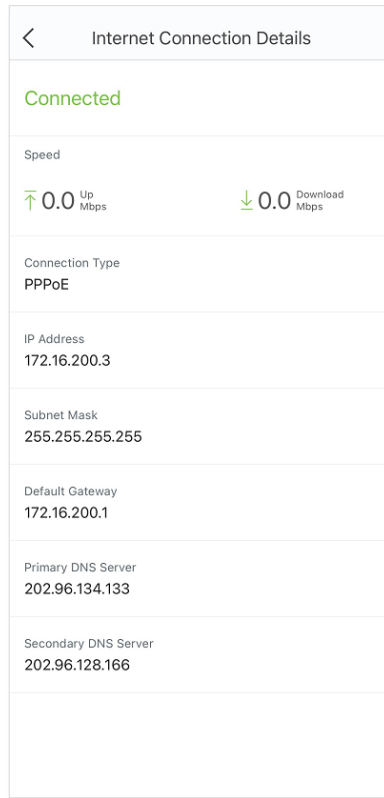 Internet Connection Details
Connected
Speed
0.0 Up Mbps
0.0 Download Mbps
Connection Type
PPPoE
IP Address
172.16.200.3
Subnet Mask
255.255.255.255
Default Gateway
172.16.200.1
Primary DNS Server
202.96.134.133
Secondary DNS Server
202.96.128.166